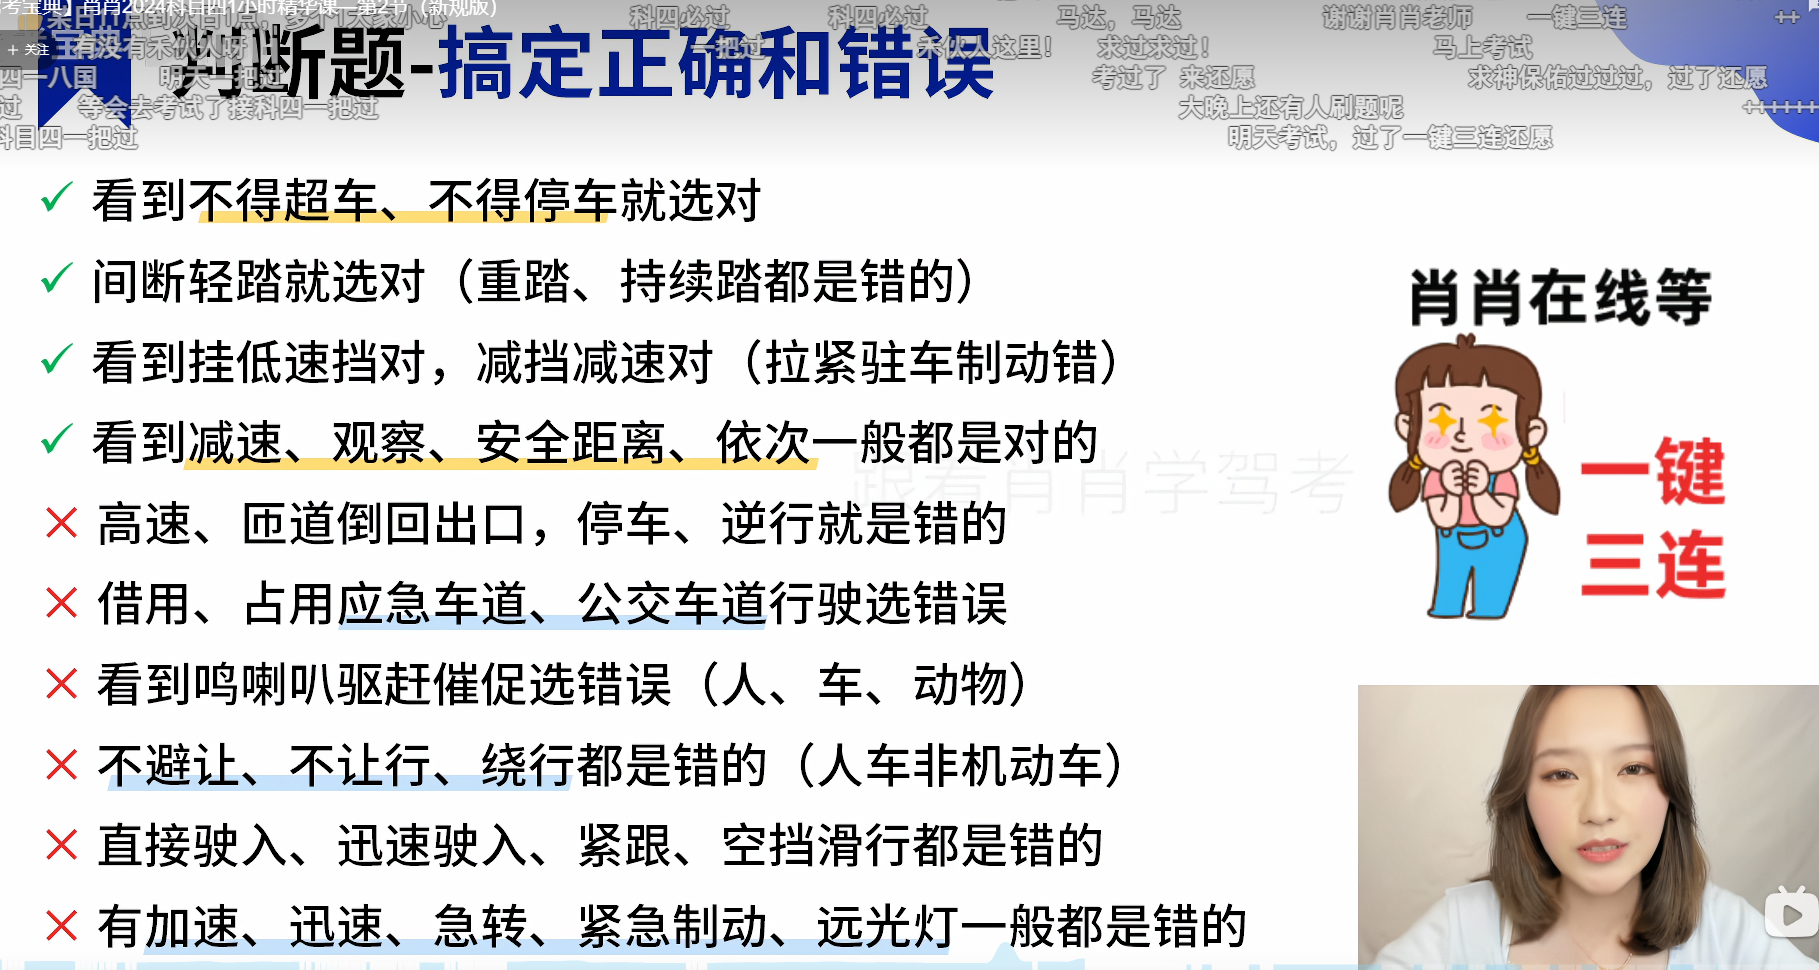 考宝典】肖肖2024科目四1小时精华课—第2节（新规版）
科四必过
科四必过
马达，马达
谢谢肖肖老师
一键三连
++
+ 关注
有没有禾伙人呀
一把过
禾伙人这里！
求过求过！
马上考试
四一八国
明天一把过
考过了 来还愿
求神保佑过过过，过了还愿
过
等会去考试了接科四一把过
大晚上还有人刷题呢
科目四一把过
明天考试，过了一键三连还愿
判断题-搞定正确和错误
✓ 看到不得超车、不得停车就选对
✓ 间断轻踏就选对（重踏、持续踏都是错的）
✓ 看到挂低速挡对，减挡减速对（拉紧驻车制动错）
✓ 看到减速、观察、安全距离、依次一般都是对的
× 高速、匝道倒回出口，停车、逆行就是错的
× 借用、占用应急车道、公交车道行驶选错误
× 看到鸣喇叭驱赶催促选错误（人、车、动物）
× 不避让、不让行、绕行都是错的（人车非机动车）
× 直接驶入、迅速驶入、紧跟、空挡滑行都是错的
× 有加速、迅速、急转、紧急制动、远光灯一般都是错的
跟着肖肖学驾考
肖肖在线等
一键
三连